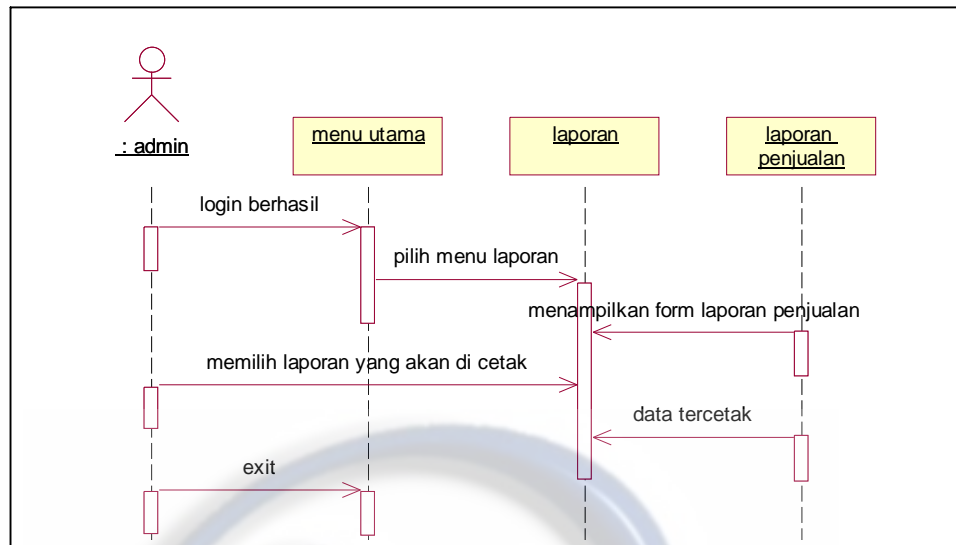 : admin
menu utama
laporan
laporan
penjualan
login berhasil
pilih menu laporan
menampilkan form laporan penjualan
memilih laporan yang akan di cetak
data tercetak
exit